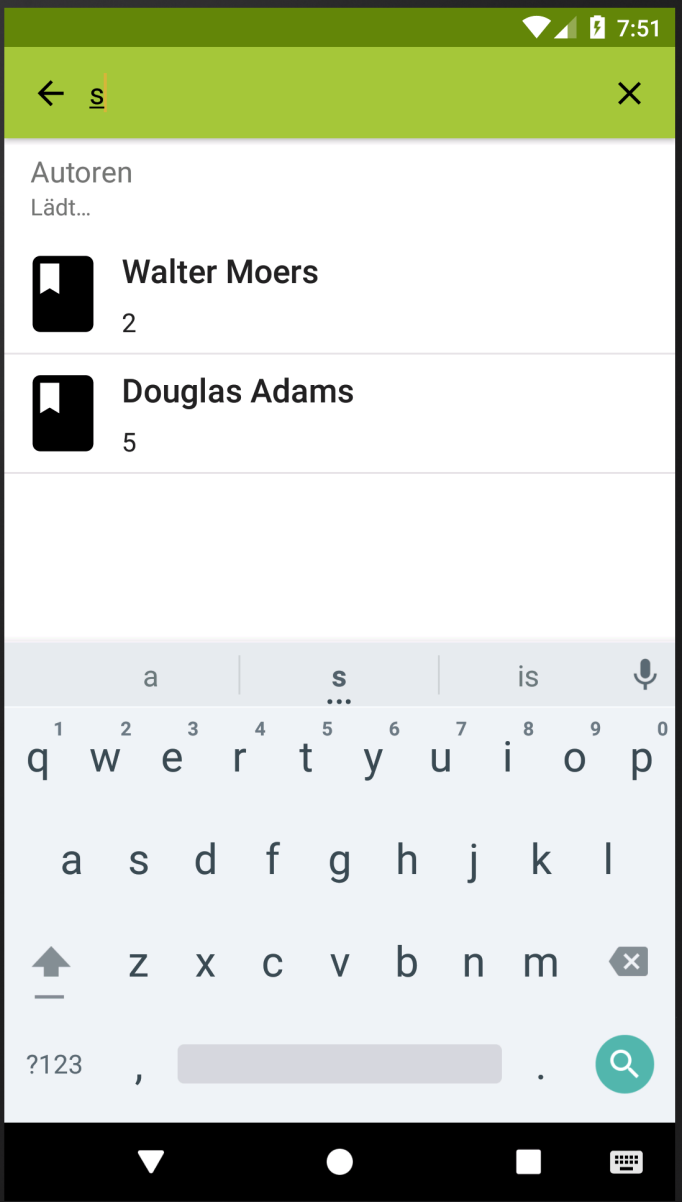 7:51
s
Autoren
Lädt...
Walter Moers
2
Douglas Adams
5
a s is
1 2 3 4 5 6 7 8 9 0
q w e r t y u i o p
a s d f g h j k l
z x c v b n m
?123 , .